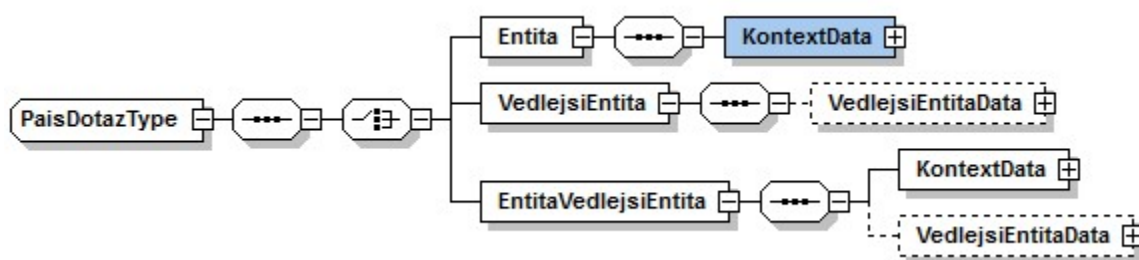 Entita
KontextData
PaisDotazType
VedlejsiEntita
VedlejsiEntitaData
EntitaVedlejsiEntita
KontextData
VedlejsiEntitaData